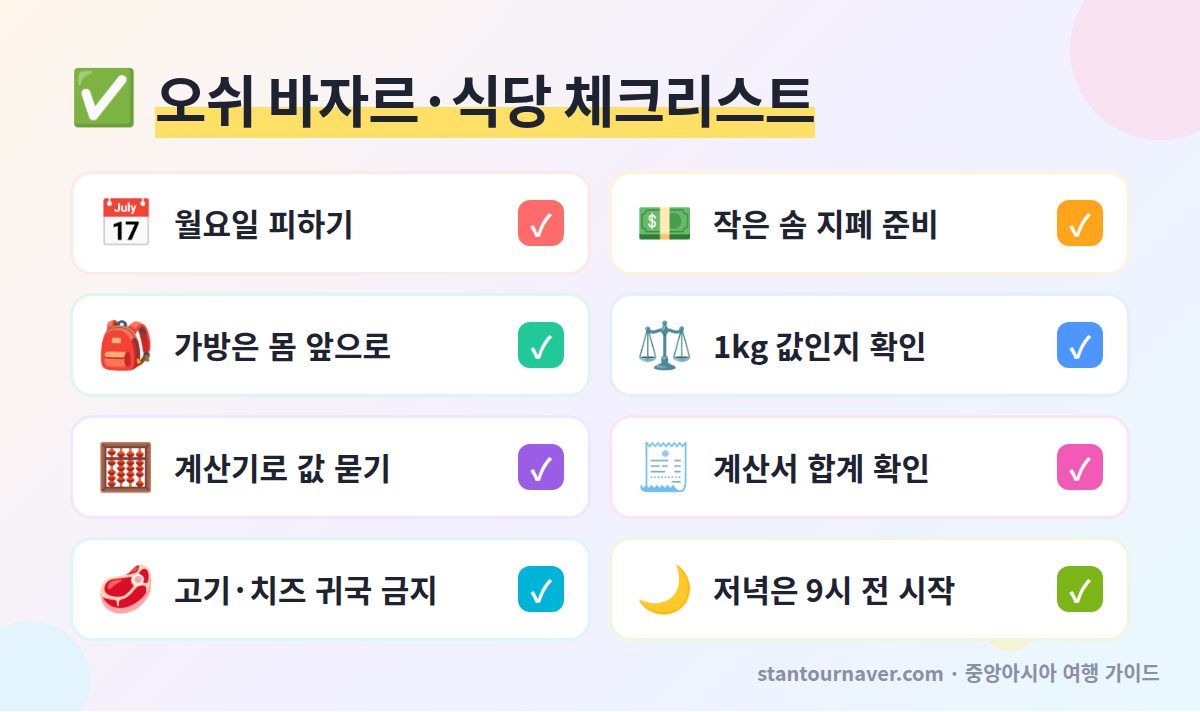 오쉬 바자르·식당 체크리스트
July
17
월요일 피하기
작은 솜 지폐 준비
가방은 몸 앞으로
1kg 값인지 확인
계산기로 값 묻기
계산서 합계 확인
고기·치즈 귀국 금지
저녁은 9시 전 시작
stantournaver.com · 중앙아시아 여행 가이드